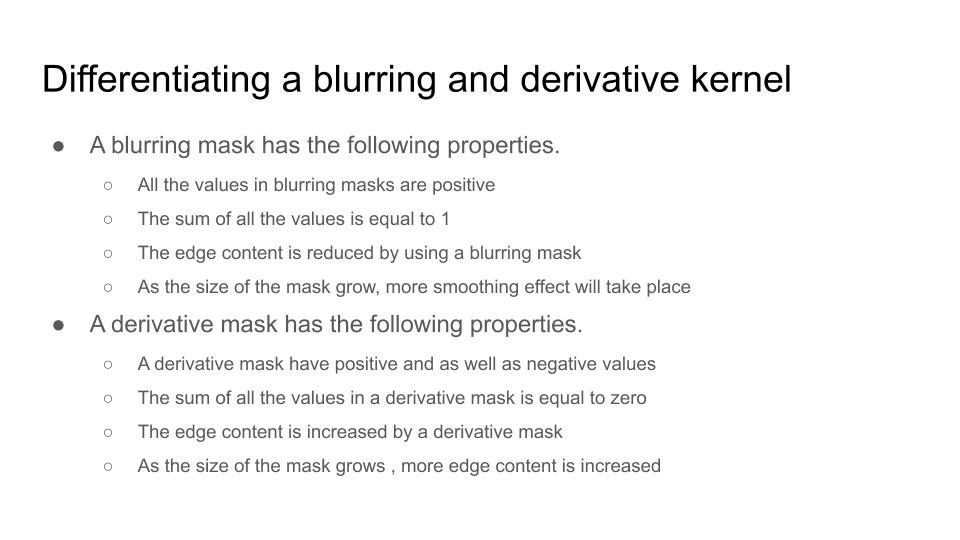 Differentiating a blurring and derivative kernel
● A blurring mask has the following properties.
○ All the values in blurring masks are positive
○ The sum of all the values is equal to 1
○ The edge content is reduced by using a blurring mask
○ As the size of the mask grow, more smoothing effect will take place
● A derivative mask has the following properties.
○ A derivative mask have positive and as well as negative values
○ The sum of all the values in a derivative mask is equal to zero
○ The edge content is increased by a derivative mask
○ As the size of the mask grows , more edge content is increased